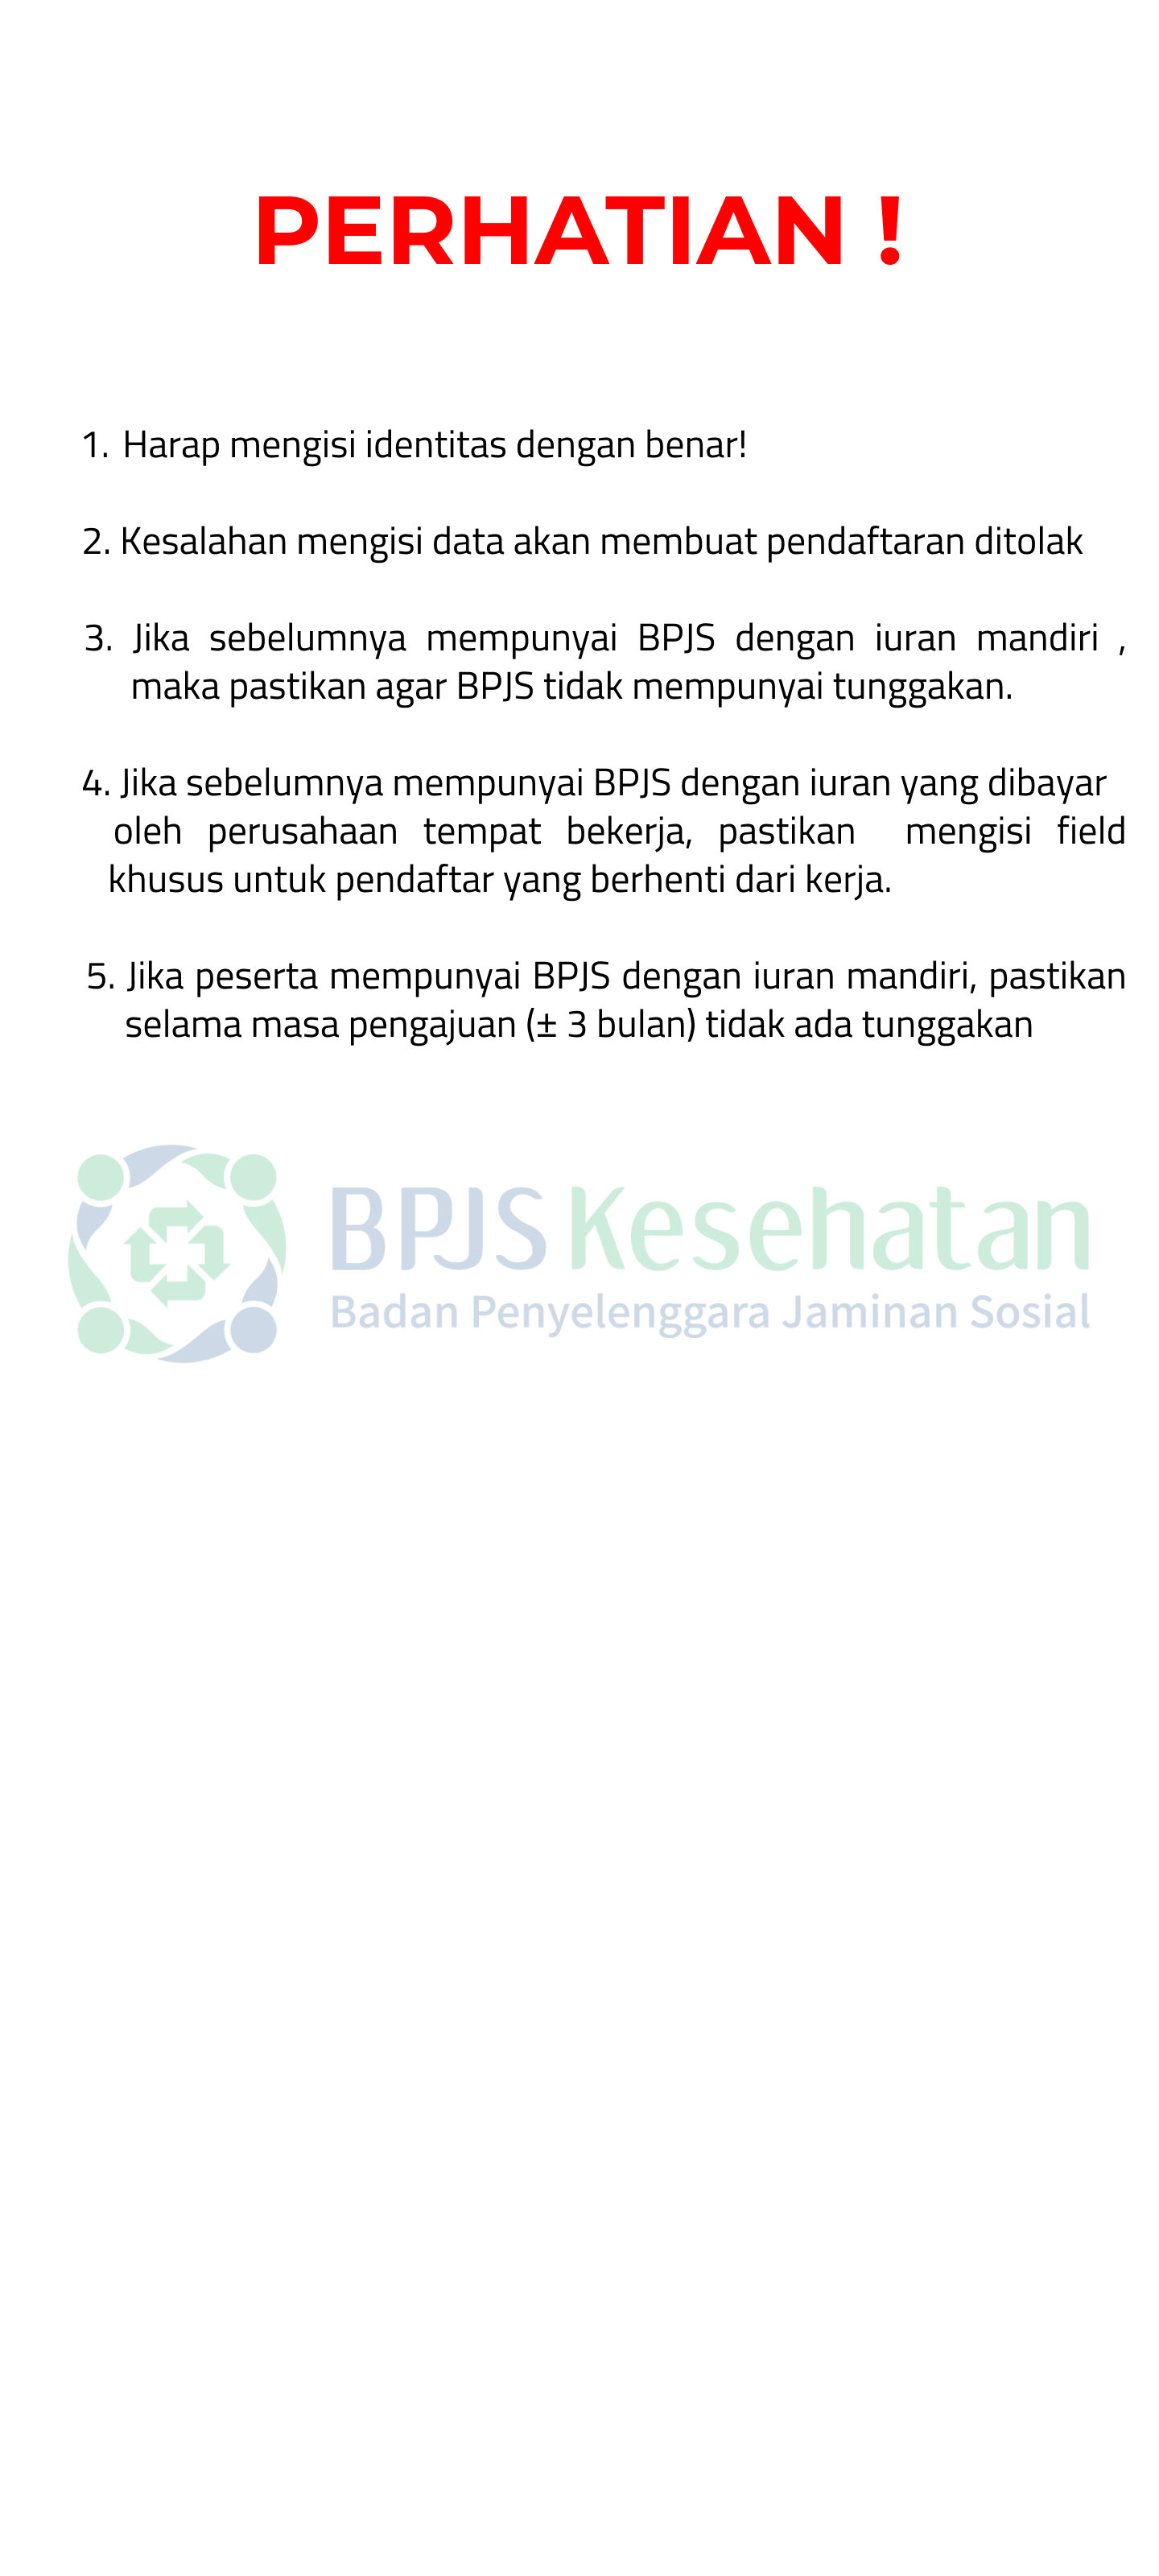 PERHATIAN !
1. Harap mengisi identitas dengan benar!
2. Kesalahan mengisi data akan membuat pendaftaran ditolak
3. Jika sebelumnya mempunyai BPJS dengan iuran mandiri ,
maka pastikan agar BPJS tidak mempunyai tunggakan.
4. Jika sebelumnya mempunyai BPJS dengan iuran yang dibayar
oleh perusahaan tempat bekerja, pastikan mengisi field
khusus untuk pendaftar yang berhenti dari kerja.
5. Jika peserta mempunyai BPJS dengan iuran mandiri, pastikan
selama masa pengajuan (± 3 bulan) tidak ada tunggakan
BPJS Kesehatan
Badan Penyelenggara Jaminan Sosial